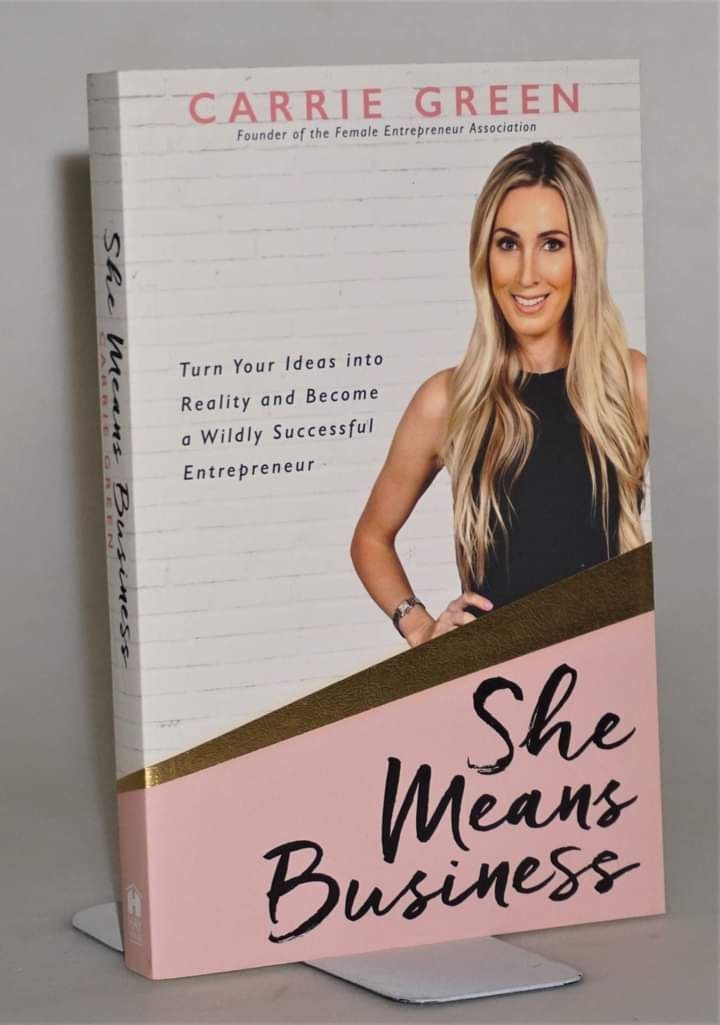 CARRIE GREEN
Founder of the Female Entrepreneur Association
Turn Your Ideas into
Reality and Become
a Wildly Successful
Entrepreneur
She
Means
Business
She Means Business
CARRIE GREEN